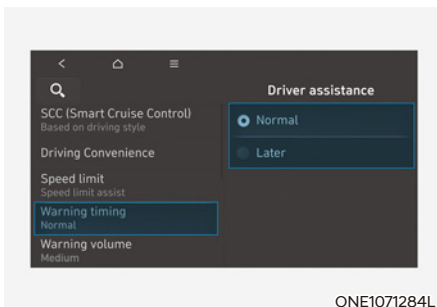 Driver assistance
SCC (Smart Cruise Control)
Based on driving style
Driving Convenience
Speed limit
Speed limit assist
Warning timing
Normal
Warning volume
Medium
Normal
Later
ONE1071284L